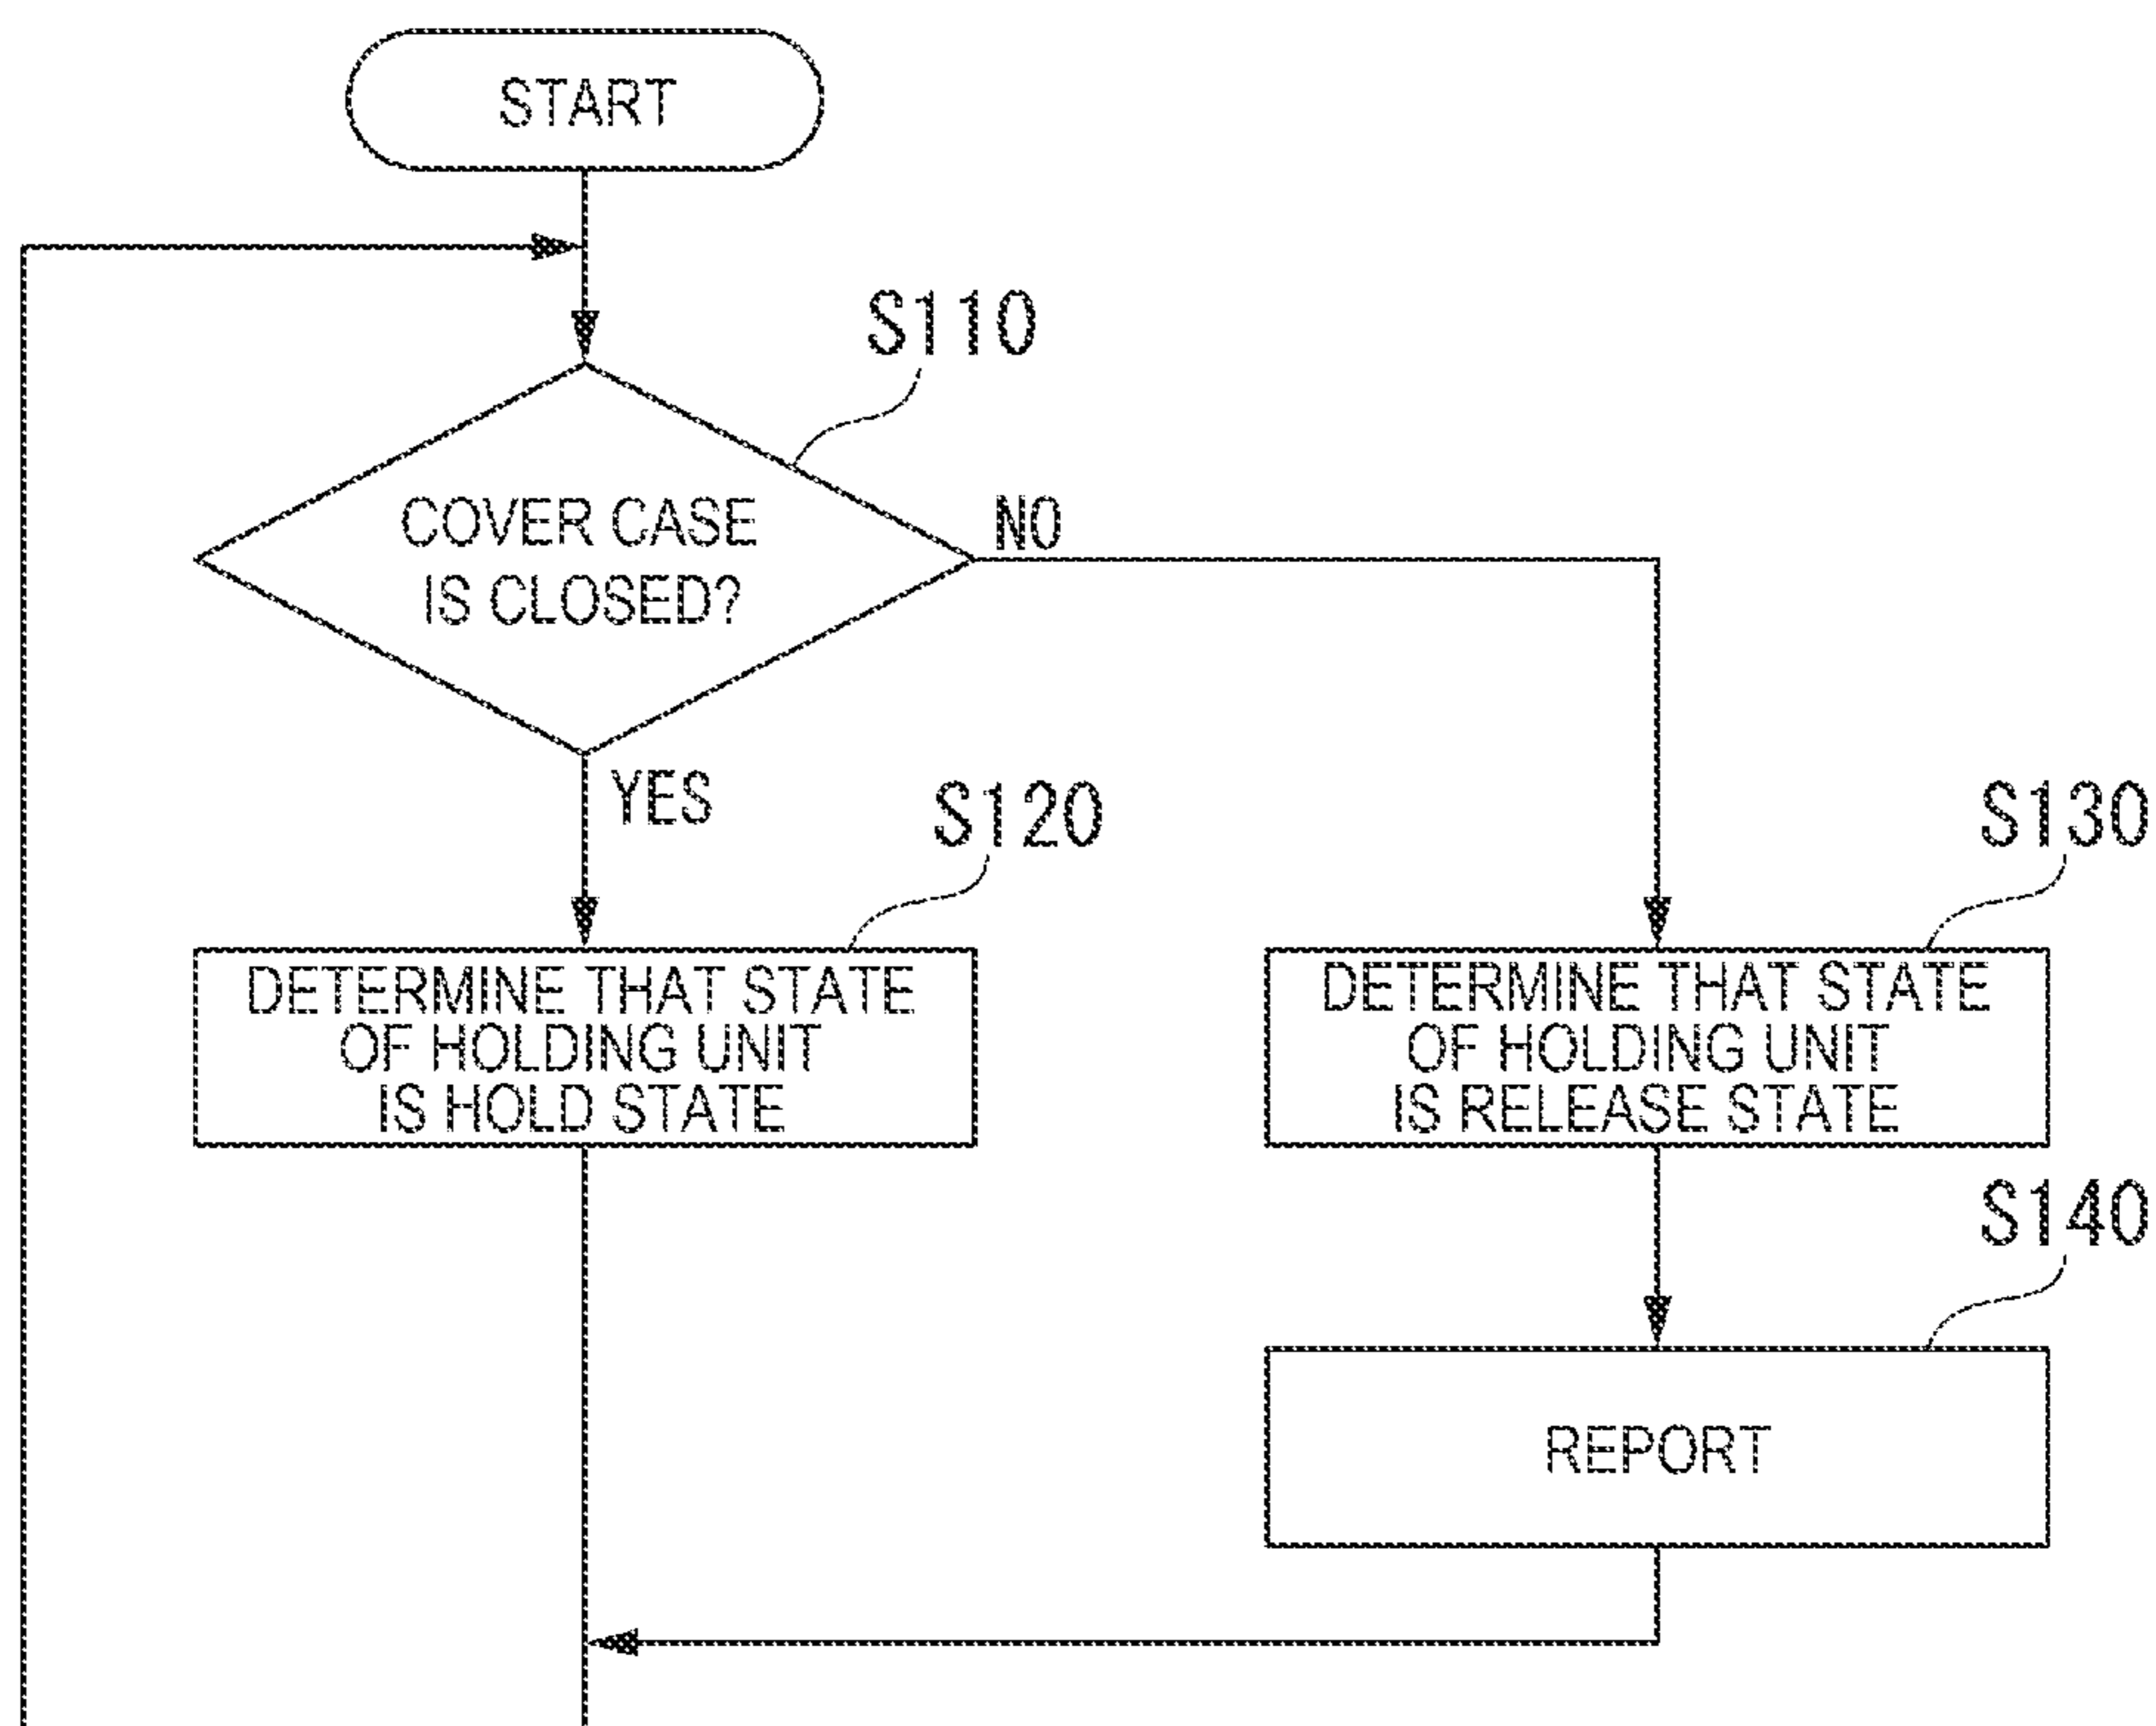 START
S110
COVER CASE
IS CLOSED?
NO
YES
S120
DETERMINE THAT STATE
OF HOLDING UNIT
IS HOLD STATE
S130
DETERMINE THAT STATE
OF HOLDING UNIT
IS RELEASE STATE
S140
REPORT